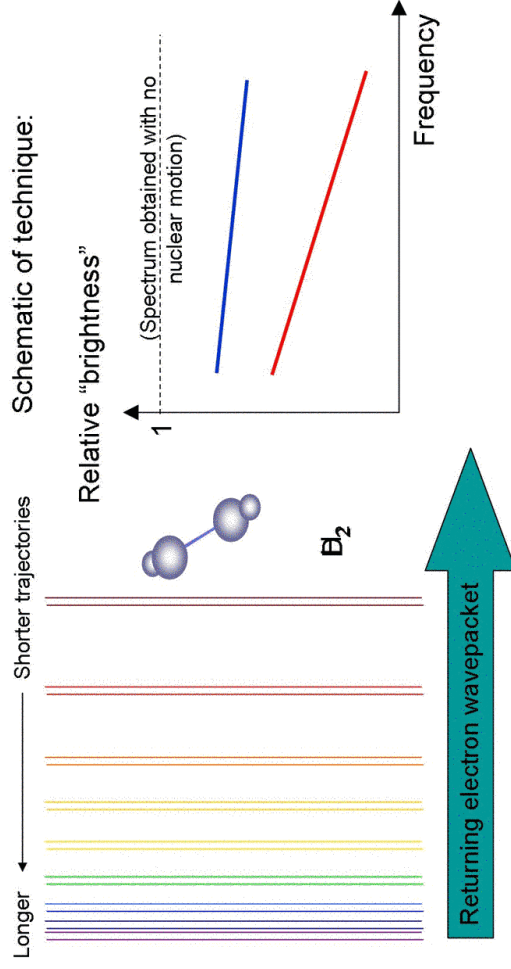 Schematic of technique:
Longer
Shorter trajectories
Relative “brightness”
1
(Spectrum obtained with no
nuclear motion)
Frequency
Returning electron wavepacket